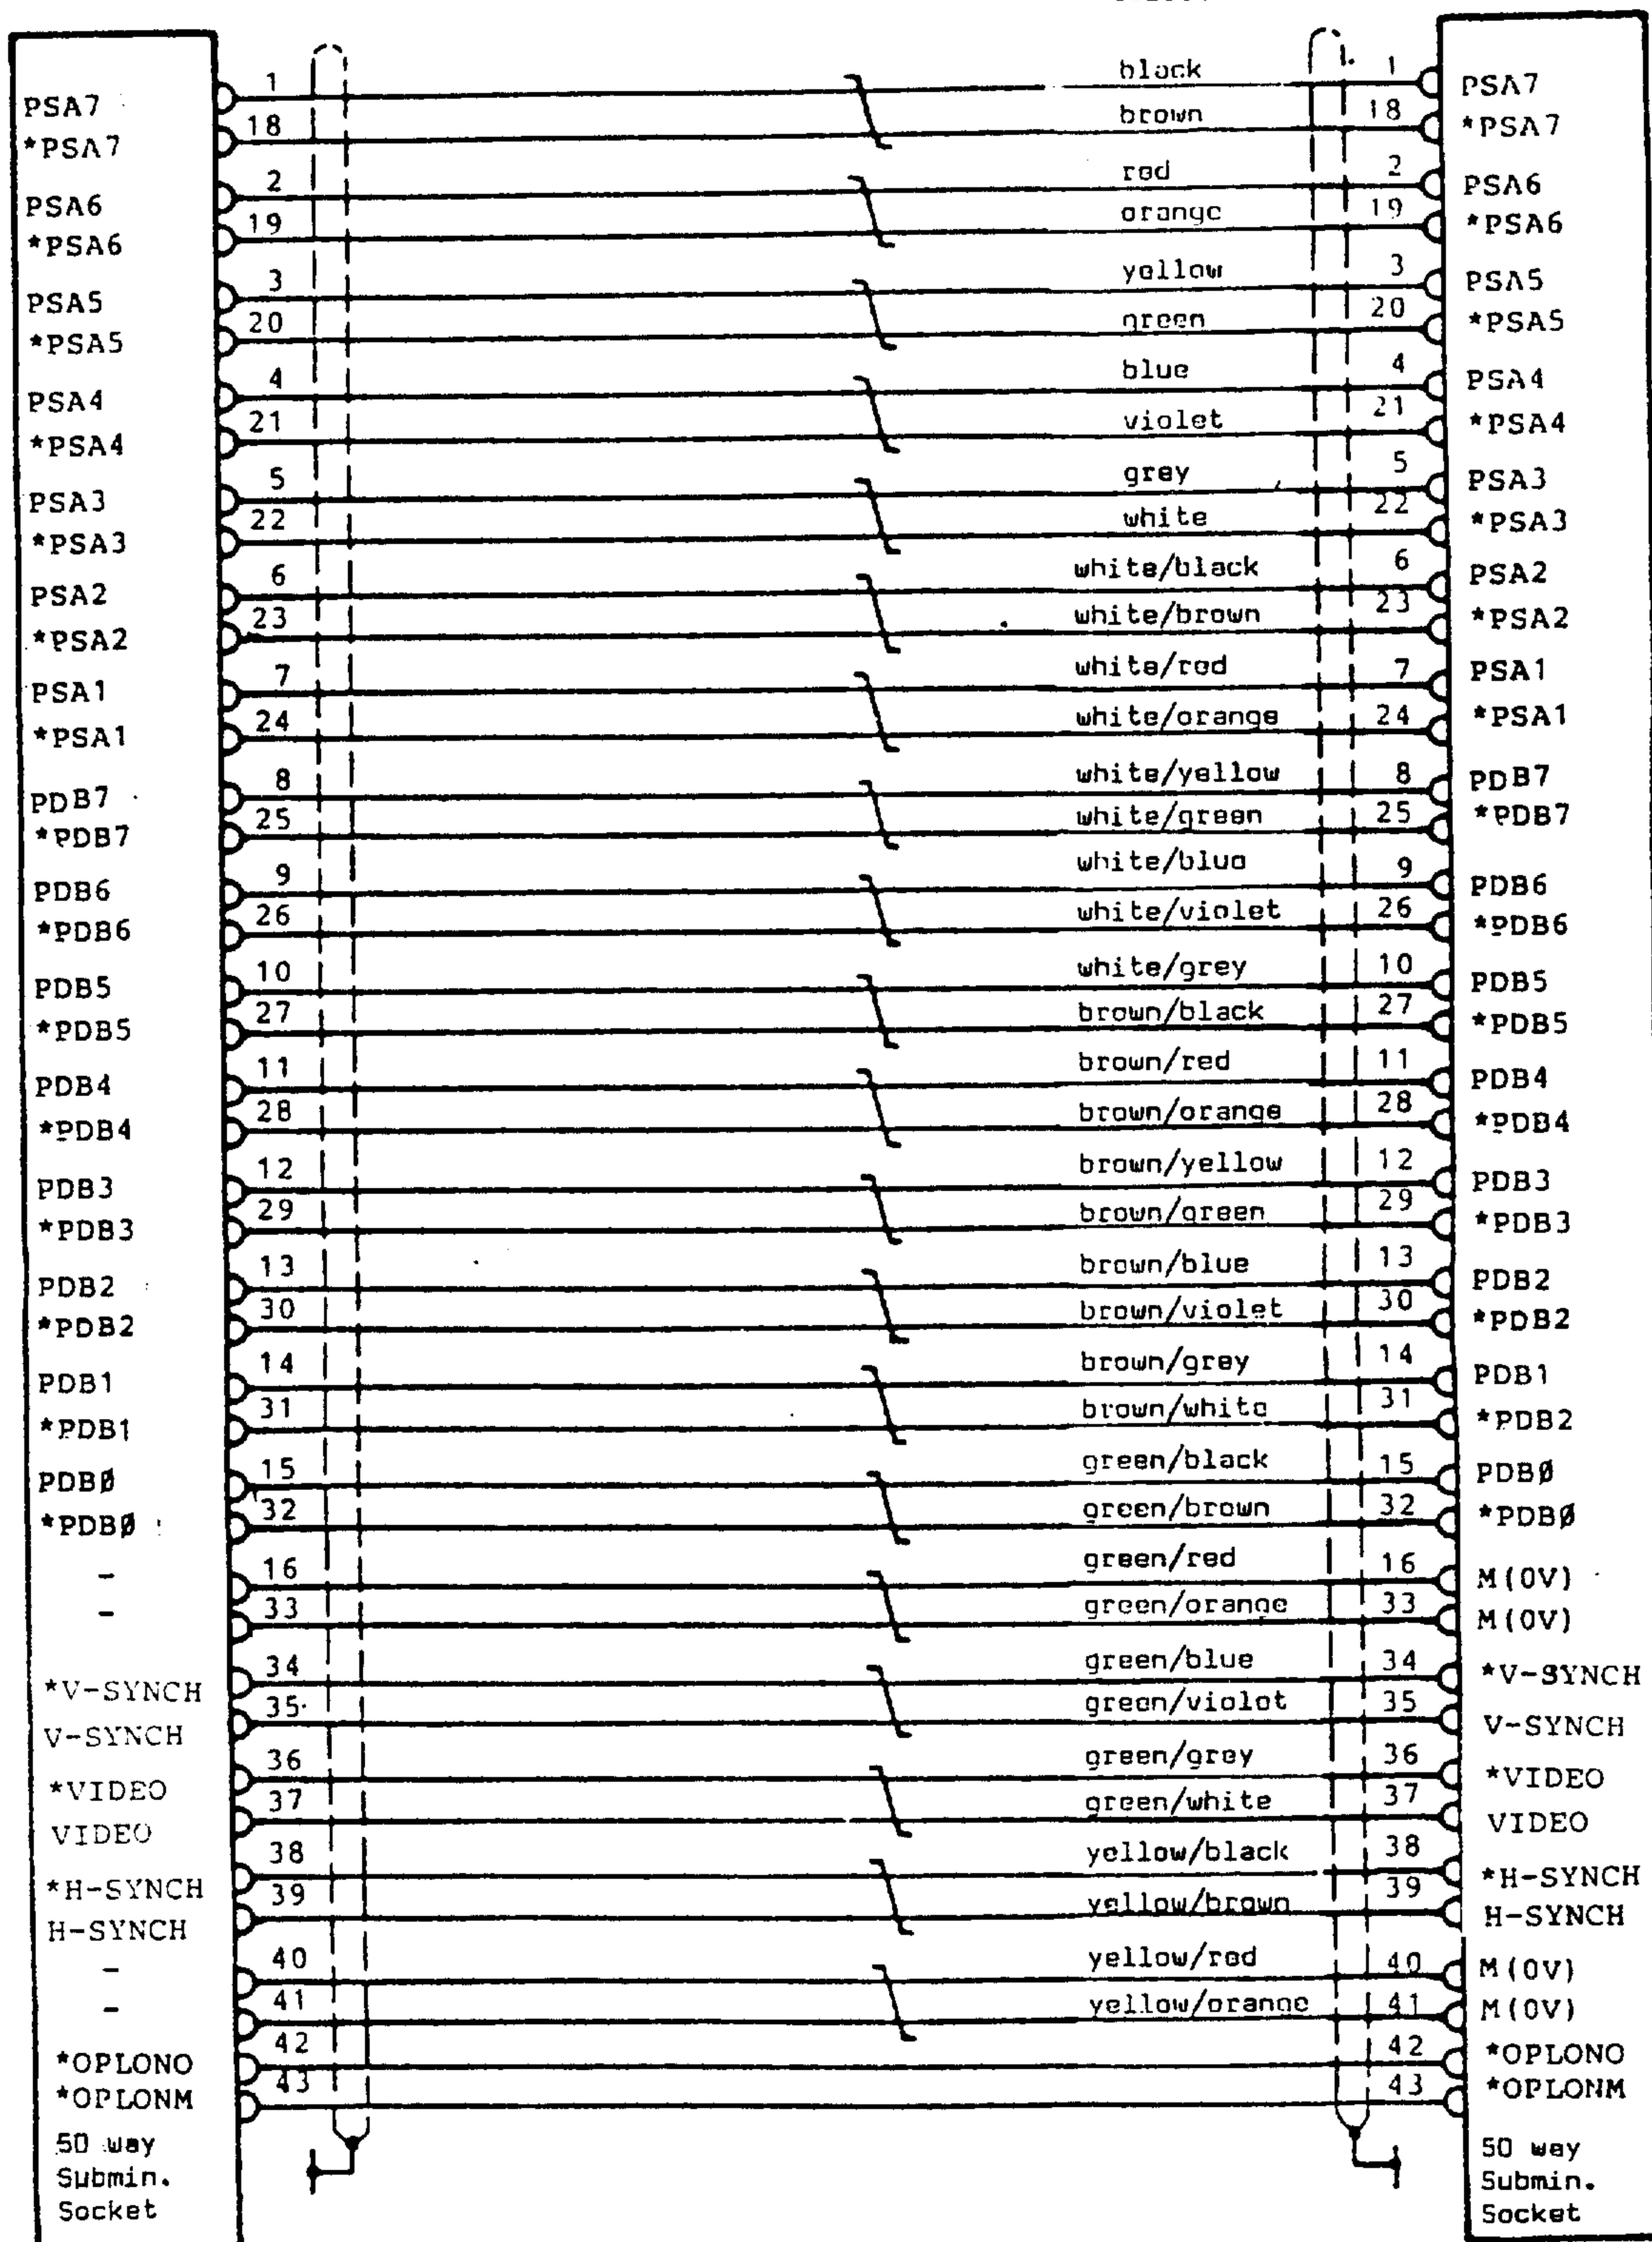 1 black 1
PSA7 PSA7
18 brown 18
*PSA7 *PSA7
2 red 2
PSA6 PSA6
19 orange 19
*PSA6 *PSA6
3 yellow 3
PSA5 PSA5
20 green 20
*PSA5 *PSA5
4 blue 4
PSA4 PSA4
21 violet 21
*PSA4 *PSA4
5 grey 5
PSA3 PSA3
22 white 22
*PSA3 *PSA3
6 white/black 6
PSA2 PSA2
23 white/brown 23
*PSA2 *PSA2
7 white/red 7
PSA1 PSA1
24 white/orange 24
*PSA1 *PSA1
8 white/yellow 8
PDB7 PDB7
25 white/green 25
*PDB7 *PDB7
9 white/blue 9
PDB6 PDB6
26 white/violet 26
*PDB6 *PDB6
10 white/grey 10
PDB5 PDB5
27 brown/black 27
*PDB5 *PDB5
11 brown/red 11
PDB4 PDB4
28 brown/orange 28
*PDB4 *PDB4
12 brown/yellow 12
PDB3 PDB3
29 brown/green 29
*PDB3 *PDB3
13 brown/blue 13
PDB2 PDB2
30 brown/violet 30
*PDB2 *PDB2
14 brown/grey 14
PDB1 PDB1
31 brown/white 31
*PDB1 *PDB2
15 green/black 15
PDBØ PDBØ
32 green/brown 32
*PDBØ *PDBØ
16 green/red 16
- M(0V)
33 green/orange 33
- M(0V)
34 green/blue 34
*V-SYNCH *V-SYNCH
35 green/violet 35
V-SYNCH V-SYNCH
36 green/grey 36
*VIDEO *VIDEO
37 green/white 37
VIDEO VIDEO
38 yellow/black 38
*H-SYNCH *H-SYNCH
39 yellow/brown 39
H-SYNCH H-SYNCH
40 yellow/red 40
- M(0V)
41 yellow/orange 41
- M(0V)
42 42
*OPLONO *OPLONO
43 43
*OPLONM *OPLONM
50 way 50 way
Submin. Submin.
Socket Socket